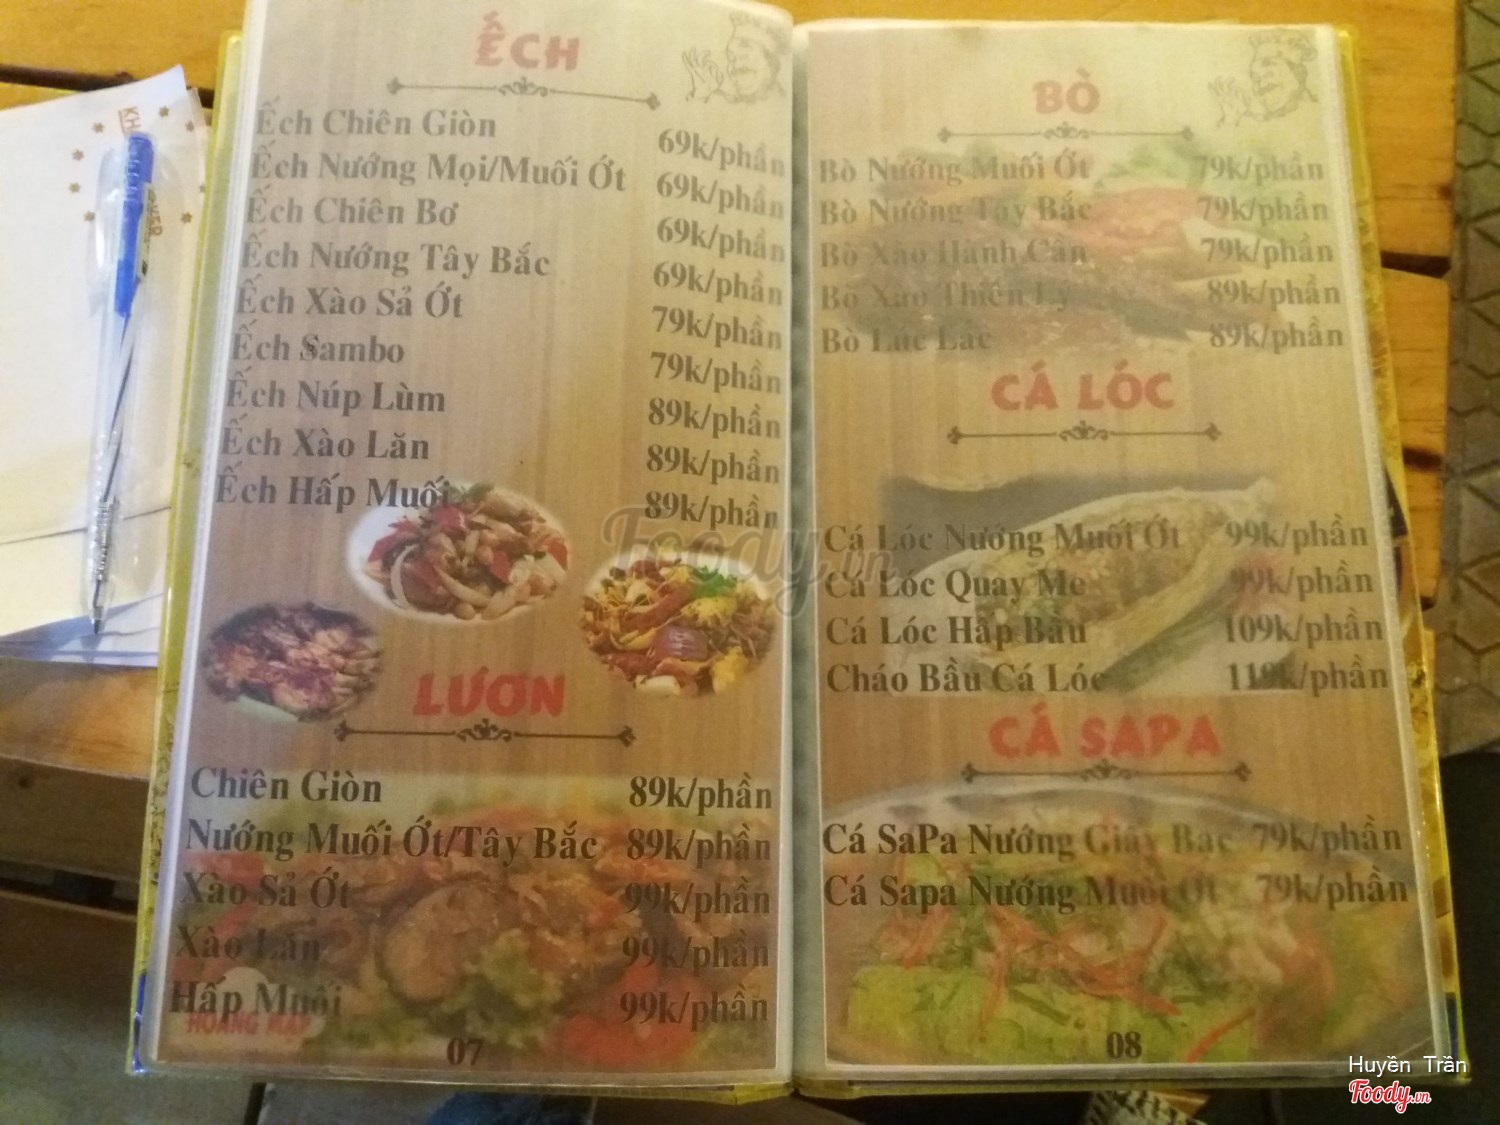 ẾCH
Ếch Chiên Giòn 69k/phần
Ếch Nướng Mọi/Muối Ớt 69k/phần
Ếch Chiên Bơ 69k/phần
Ếch Nướng Tây Bắc 69k/phần
Ếch Xào Sả Ớt 79k/phần
Ếch Sambo 79k/phần
Ếch Núp Lùm 89k/phần
Ếch Xào Lăn 89k/phần
Ếch Hấp Muối 89k/phần
LƯƠN
Chiên Giòn 89k/phần
Nướng Muối Ớt/Tây Bắc 89k/phần
Xào Sả Ớt 99k/phần
Xào Lăn 99k/phần
Hấp Muối 99k/phần
HOÀNG MẬP
07
BÒ
Bò Nướng Muối Ớt 79k/phần
Bò Nướng Tây Bắc 79k/phần
Bò Xào Hành Cần 79k/phần
Bò Xào Thiên Lý 89k/phần
Bò Lúc Lắc 89k/phần
CÁ LÓC
Cá Lóc Nướng Muối Ớt 99k/phần
Cá Lóc Quay Me 99k/phần
Cá Lóc Hấp Bầu 109k/phần
Cháo Bầu Cá Lóc 119k/phần
CÁ SAPA
Cá SaPa Nướng Giấy Bạc 79k/phần
Cá Sapa Nướng Muối Ớt 79k/phần
08
Foody.vn
Huyền Trần
Foody.vn